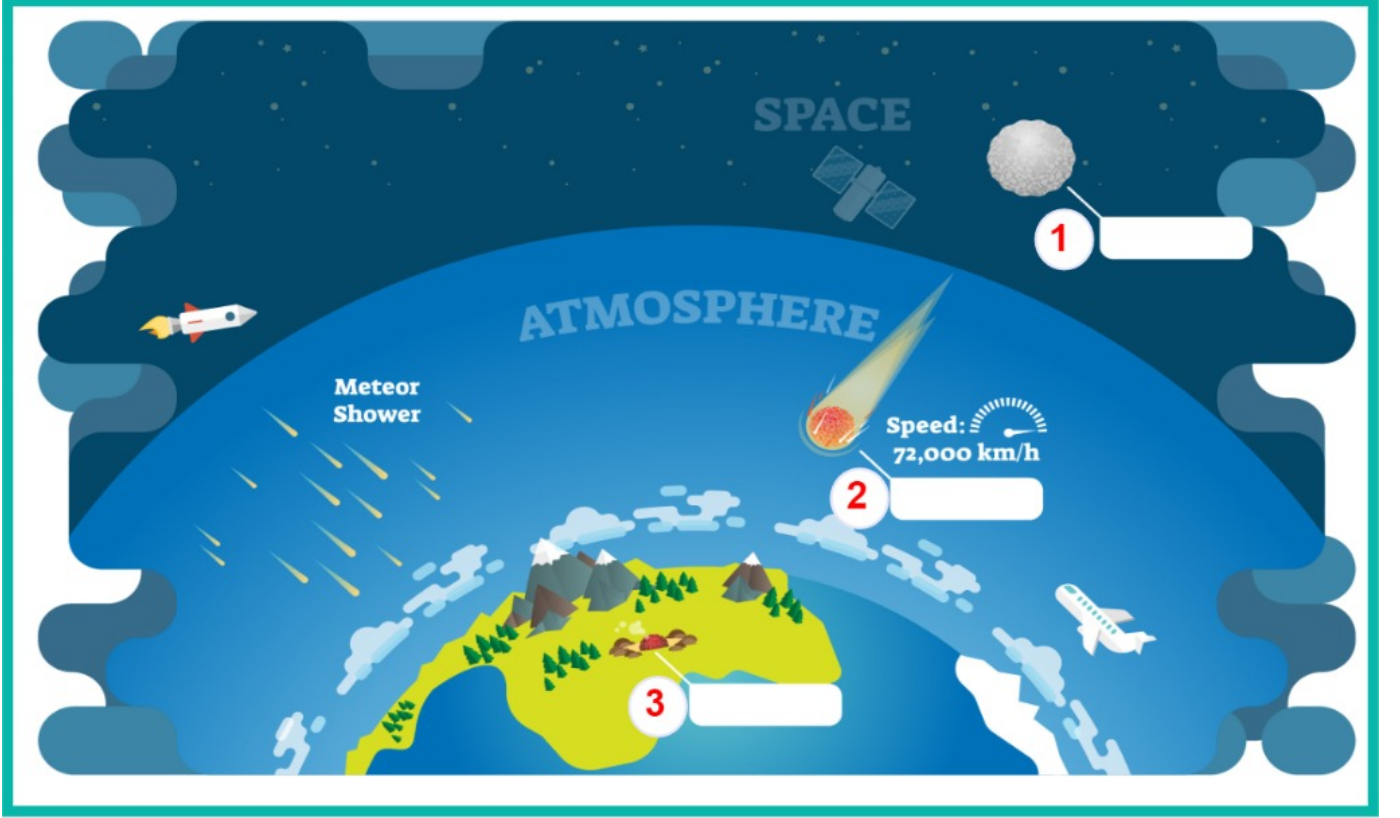 SPACE
1
ATMOSPHERE
Meteor
Shower
Speed:
72,000 km/h
2
3